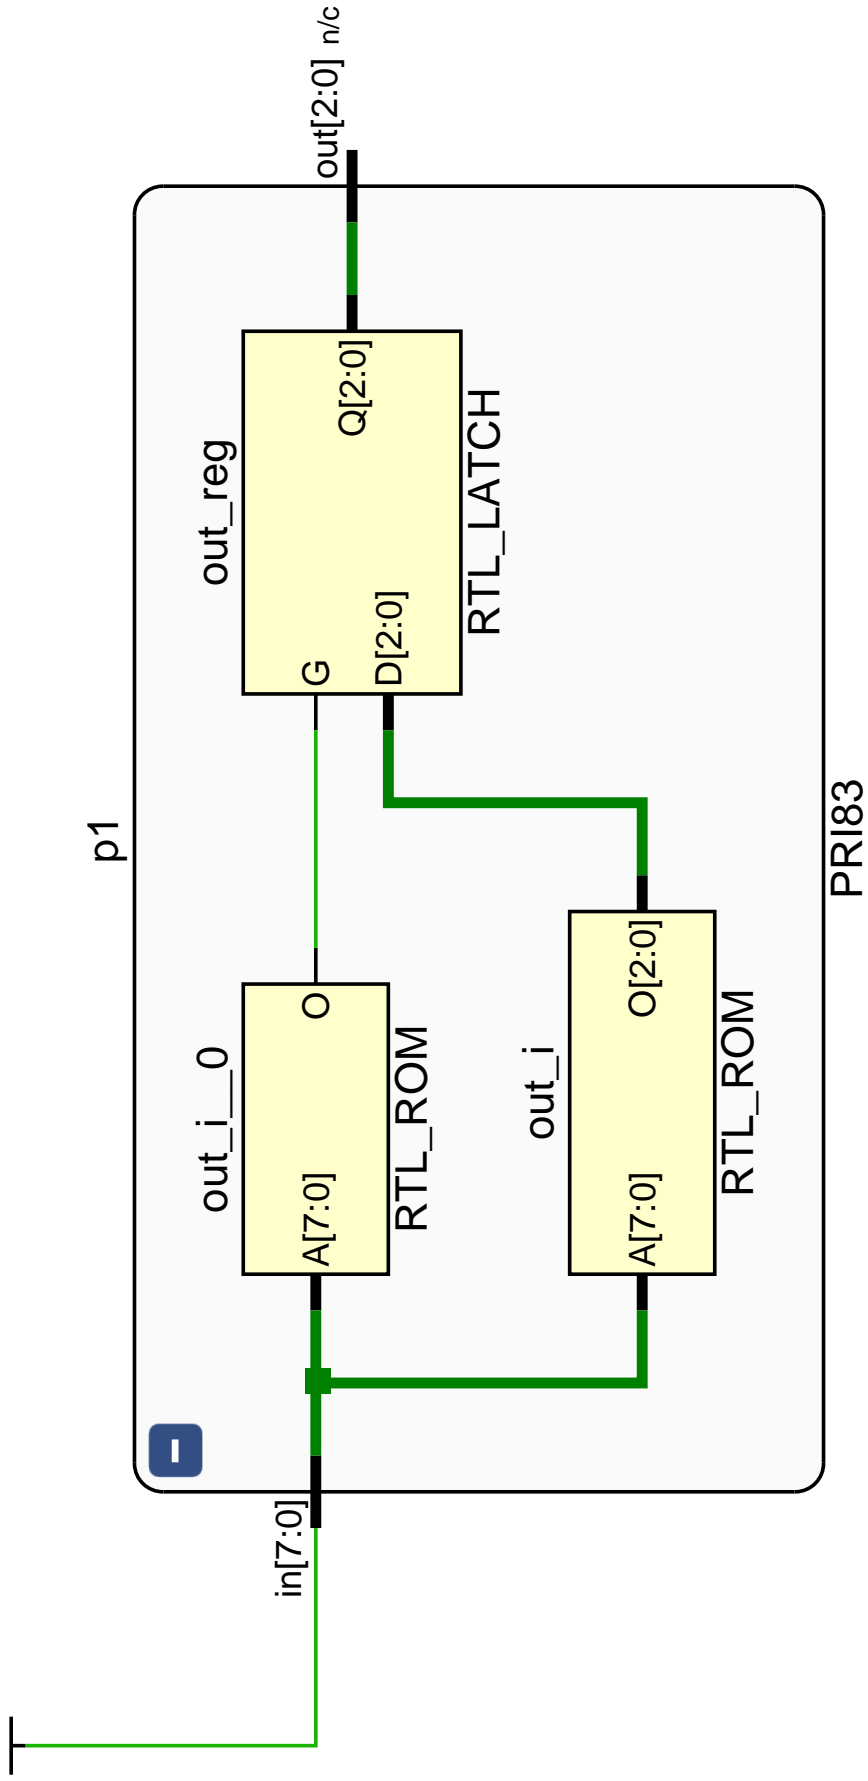 p1
in[7:0]
out_i__0
A[7:0]
O
RTL_ROM
out_i
A[7:0]
O[2:0]
RTL_ROM
out_reg
G
D[2:0]
Q[2:0]
RTL_LATCH
out[2:0] n/c
PRI83